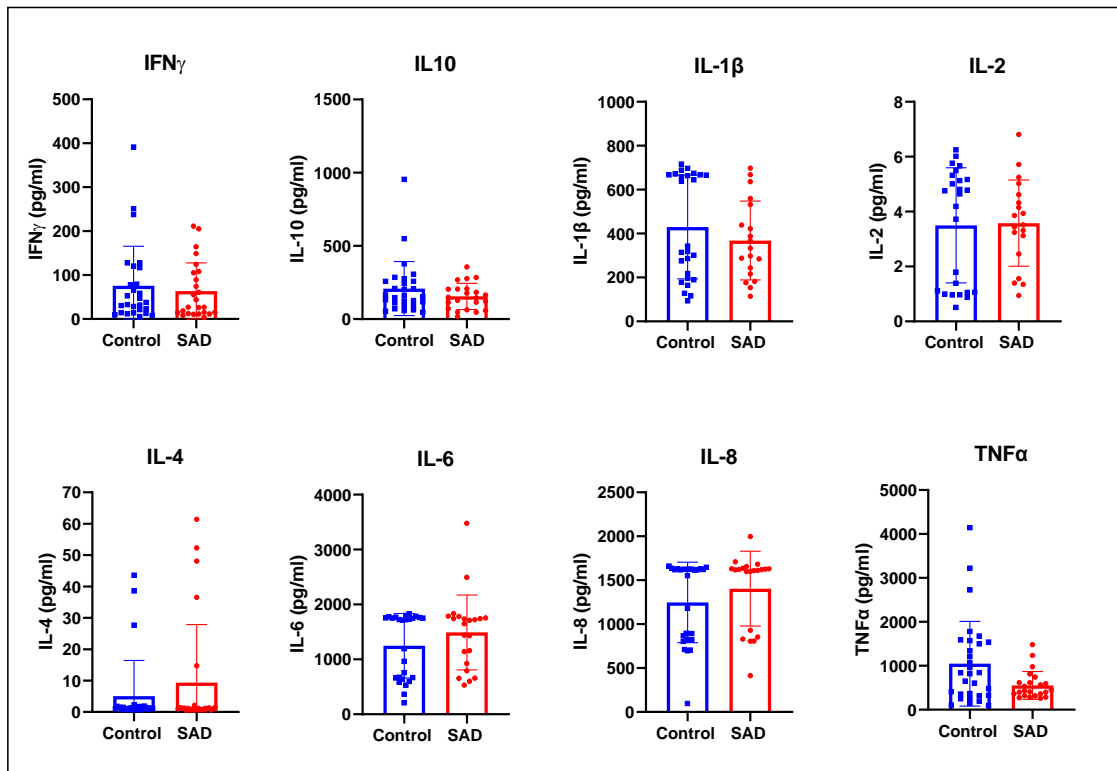 IFNγ
500
400
300
200
100
0
IFNγ (pg/ml)
Control SAD
IL10
1500
1000
500
0
IL-10 (pg/ml)
Control SAD
IL-1β
1000
800
600
400
200
0
IL-1β (pg/ml)
Control SAD
IL-2
8
6
4
2
0
IL-2 (pg/ml)
Control SAD
IL-4
70
60
50
40
30
20
10
0
IL-4 (pg/ml)
Control SAD
IL-6
4000
3000
2000
1000
0
IL-6 (pg/ml)
Control SAD
IL-8
2500
2000
1500
1000
500
0
IL-8 (pg/ml)
Control SAD
TNFα
5000
4000
3000
2000
1000
0
TNFα (pg/ml)
Control SAD